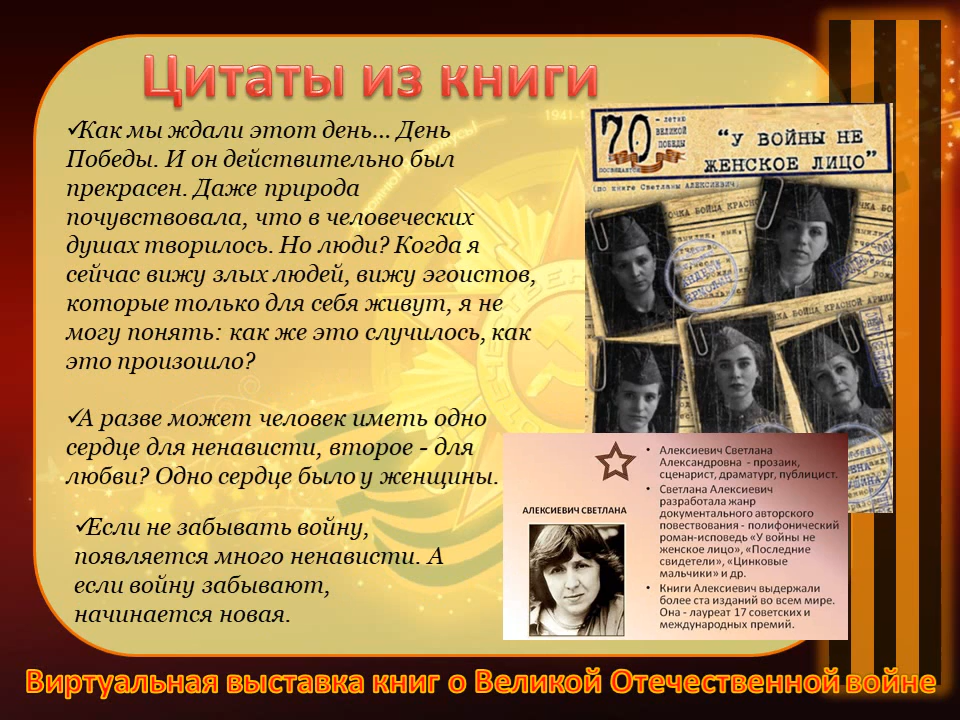 Цитаты из книги
Как мы ждали этот день... День
Победы. И он действительно был
прекрасен. Даже природа
почувствовала, что в человеческих
душах творилось. Но люди? Когда я
сейчас вижу злых людей, вижу эгоистов,
которые только для себя живут, я не
могу понять: как же это случилось, как
это произошло?
А разве может человек иметь одно
сердце для ненависти, второе - для
любви? Одно сердце было у женщины.
Если не забывать войну,
появляется много ненависти. А
если войну забывают,
начинается новая.
70 - летию
ВЕЛИКОЙ
ПОБЕДЫ
ПОСВЯЩАЕТСЯ
"У ВОЙНЫ НЕ
ЖЕНСКОЕ ЛИЦО"
(по книге Светланы АЛЕКСИЕВИЧ)
АЛЕКСИЕВИЧ СВЕТЛАНА
• Алексиевич Светлана
Александровна - прозаик,
сценарист, драматург, публицист.
• Светлана Алексиевич
разработала жанр
документального авторского
повествования - полифонический
роман-исповедь «У войны не
женское лицо», «Последние
свидетели», «Цинковые
мальчики» и др.
• Книги Алексиевич выдержали
более ста изданий во всем мире.
Она - лауреат 17 советских и
международных премий.
Виртуальная выставка книг о Великой Отечественной войне